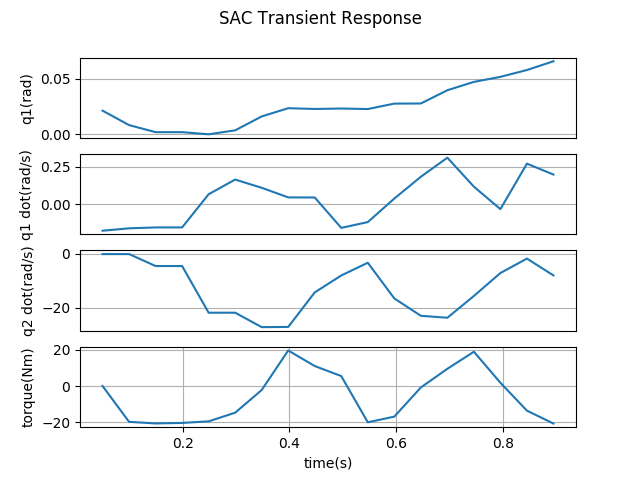 SAC Transient Response
q1(rad)
0.05
0.00
q1 dot(rad/s)
0.25
0.00
q2 dot(rad/s)
0
−20
torque(Nm)
20
0
−20
0.2 0.4 0.6 0.8
time(s)